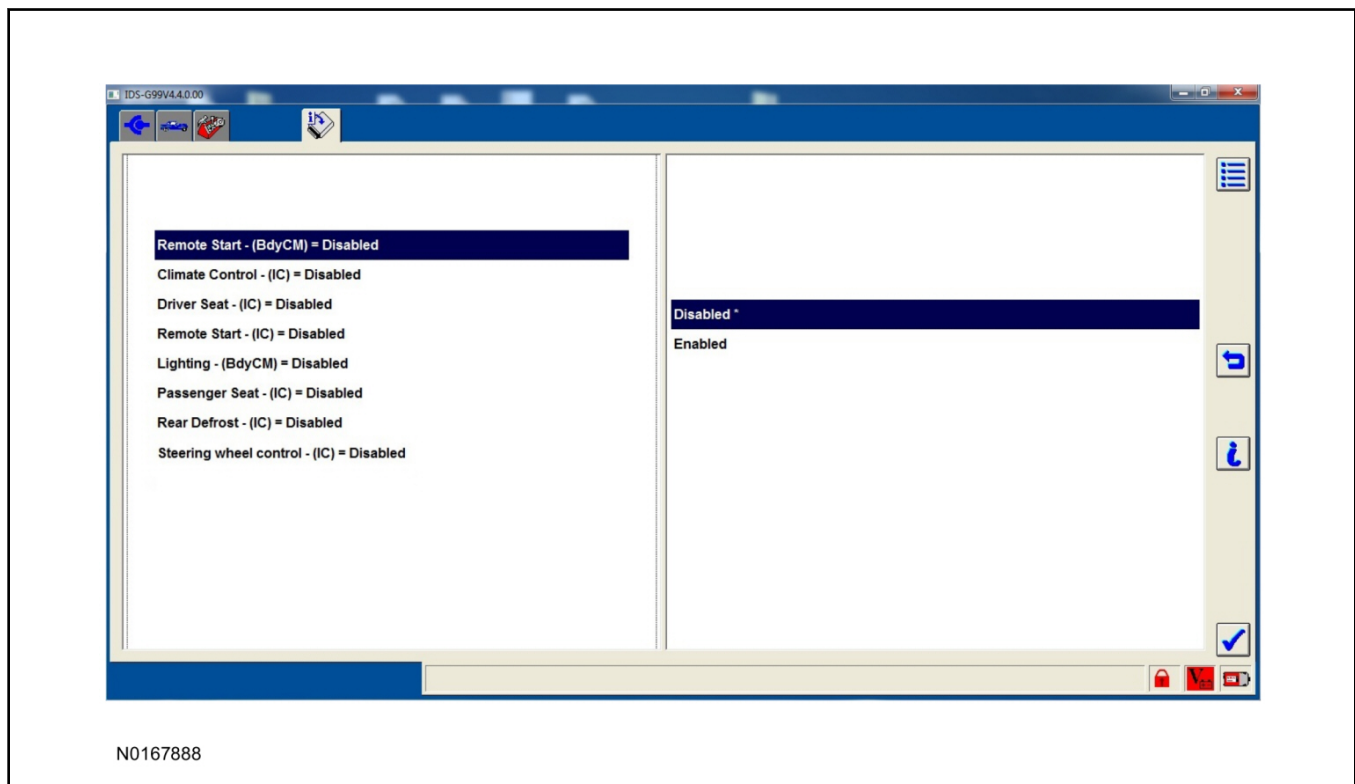 IDS-G99V4.4.0.00
Remote Start - (BdyCM) = Disabled
Climate Control - (IC) = Disabled
Driver Seat - (IC) = Disabled
Remote Start - (IC) = Disabled
Lighting - (BdyCM) = Disabled
Passenger Seat - (IC) = Disabled
Rear Defrost - (IC) = Disabled
Steering wheel control - (IC) = Disabled
Disabled *
Enabled
N0167888